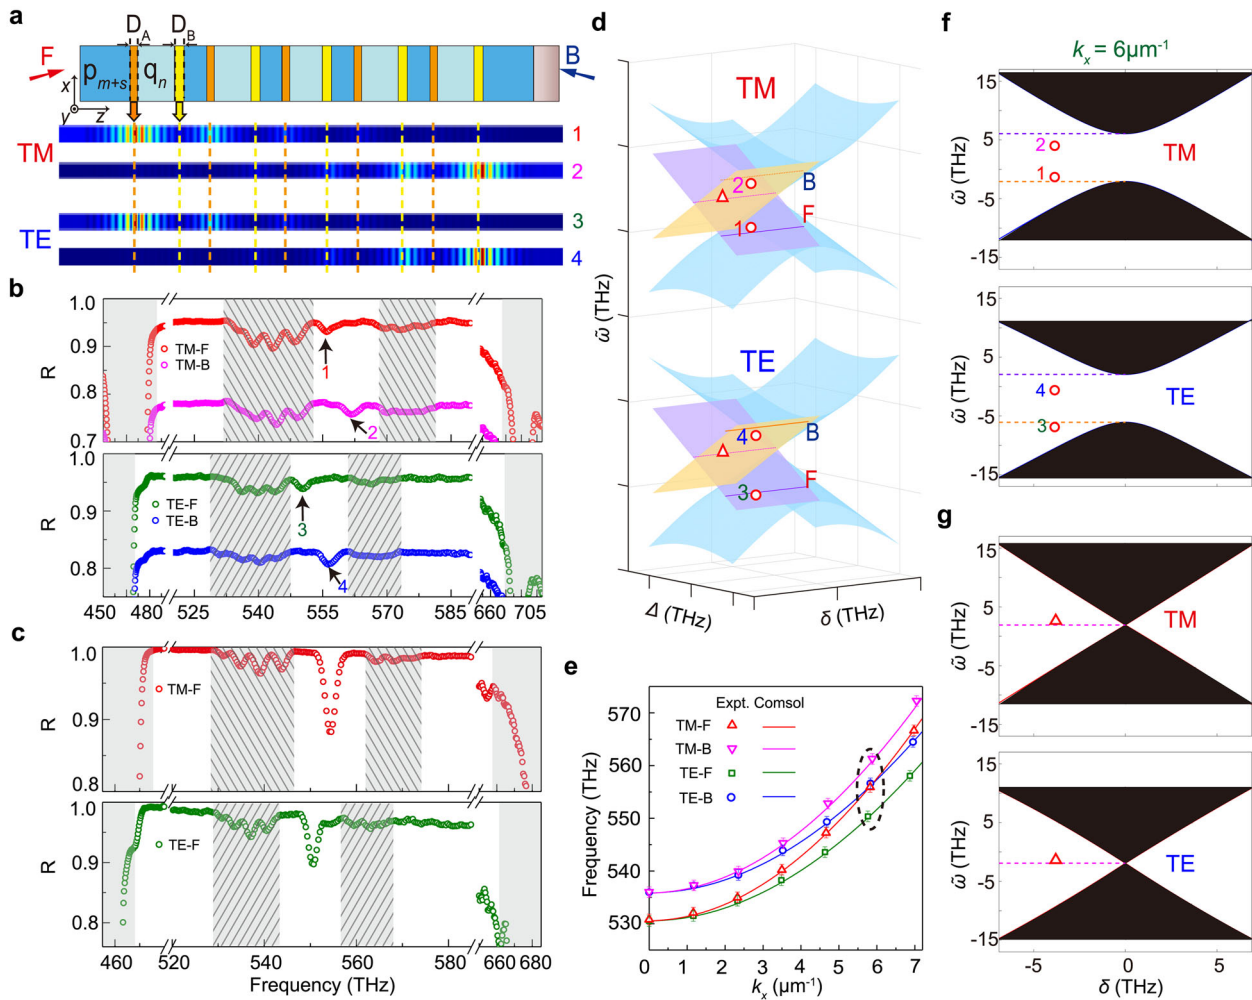 a
D_A D_B
F
B
p_{m+s} q_n
x
y z
TM
1
2
TE
3
4
b
1.0
0.9
0.8
0.7
R
TM-F
TM-B
1
2
1.0
0.9
0.8
R
TE-F
TE-B
3
4
450 480 525 540 555 570 585 660 705
c
1.0
0.9
0.8
R
TM-F
1.0
0.9
0.8
R
TE-F
460 520 540 560 580 660 680
Frequency (THz)
d
TM
2
B
1
F
TE
4
B
3
F
ω̃ (THz)
Δ (THz)
δ (THz)
e
Expt. Comsol
TM-F
TM-B
TE-F
TE-B
570
560
550
540
530
Frequency (THz)
0 1 2 3 4 5 6 7
k_x (μm⁻¹)
f
k_x = 6μm⁻¹
15
5
-5
-15
ω̃ (THz)
2
1
TM
15
5
-5
-15
ω̃ (THz)
4
3
TE
g
15
5
-5
-15
ω̃ (THz)
TM
15
5
-5
-15
ω̃ (THz)
TE
-5 0 5
δ (THz)